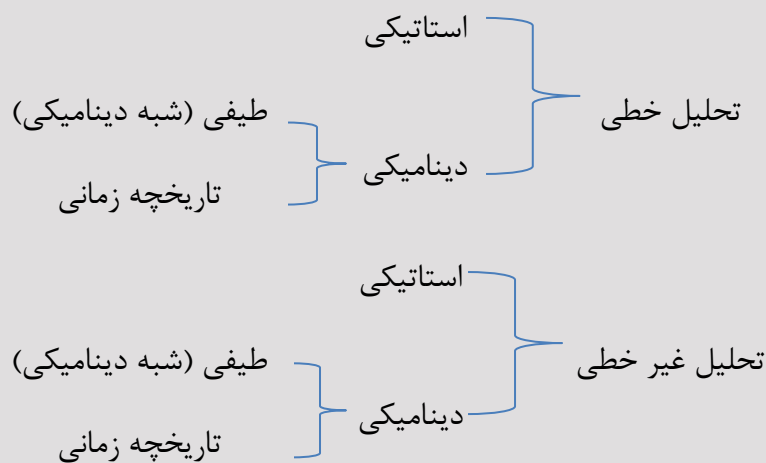 استاتیکی
تحلیل خطی
طیفی (شبه دینامیکی)
دینامیکی
تاریخچه زمانی
استاتیکی
تحلیل غیر خطی
طیفی (شبه دینامیکی)
دینامیکی
تاریخچه زمانی